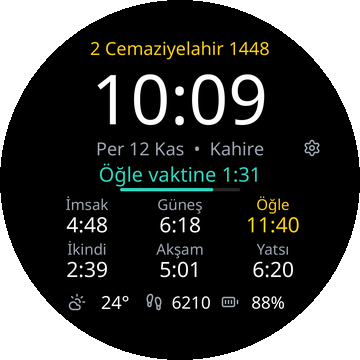 2 Cemaziyelahir 1448
10:09
Per 12 Kas • Kahire
Öğle vaktine 1:31
İmsak Güneş Öğle
4:48 6:18 11:40
İkindi Akşam Yatsı
2:39 5:01 6:20
24° 6210 88%